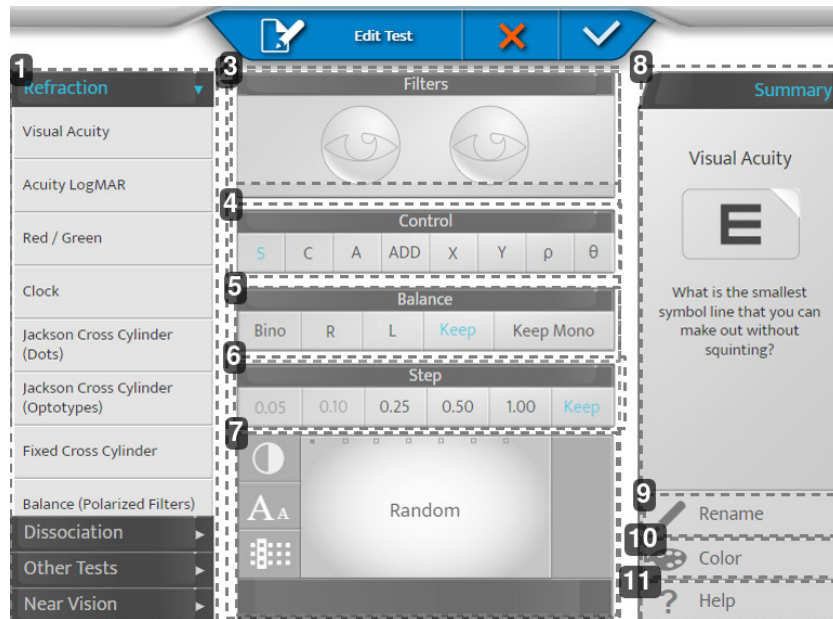 Edit Test
1
Refraction
Visual Acuity
Acuity LogMAR
Red / Green
Clock
Jackson Cross Cylinder
(Dots)
Jackson Cross Cylinder
(Optotypes)
Fixed Cross Cylinder
Balance (Polarized Filters)
Dissociation
Other Tests
Near Vision
3
Filters
4
Control
S C A ADD X Y ρ θ
5
Balance
Bino R L Keep Keep Mono
6
Step
0.05 0.10 0.25 0.50 1.00 Keep
7
A A
Random
8
Summary
Visual Acuity
E
What is the smallest
symbol line that you can
make out without
squinting?
9
Rename
10
Color
11
? Help